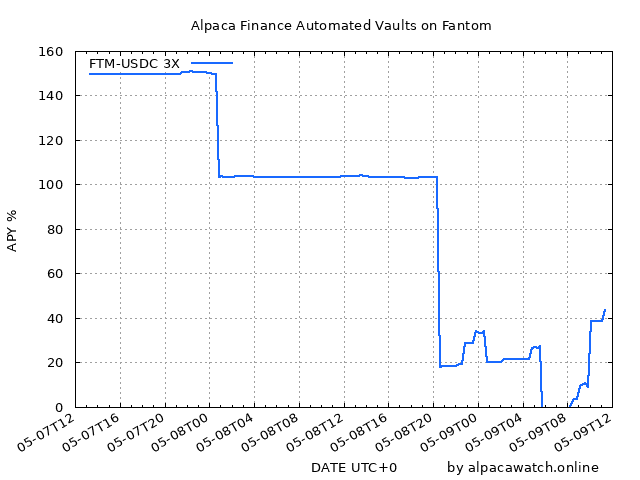 Alpaca Finance Automated Vaults on Fantom
FTM-USDC 3X
APY %
160
140
120
100
80
60
40
20
0
05-07T12
05-07T16
05-07T20
05-08T00
05-08T04
05-08T08
05-08T12
05-08T16
05-08T20
05-09T00
05-09T04
05-09T08
05-09T12
DATE UTC+0
by alpacawatch.online